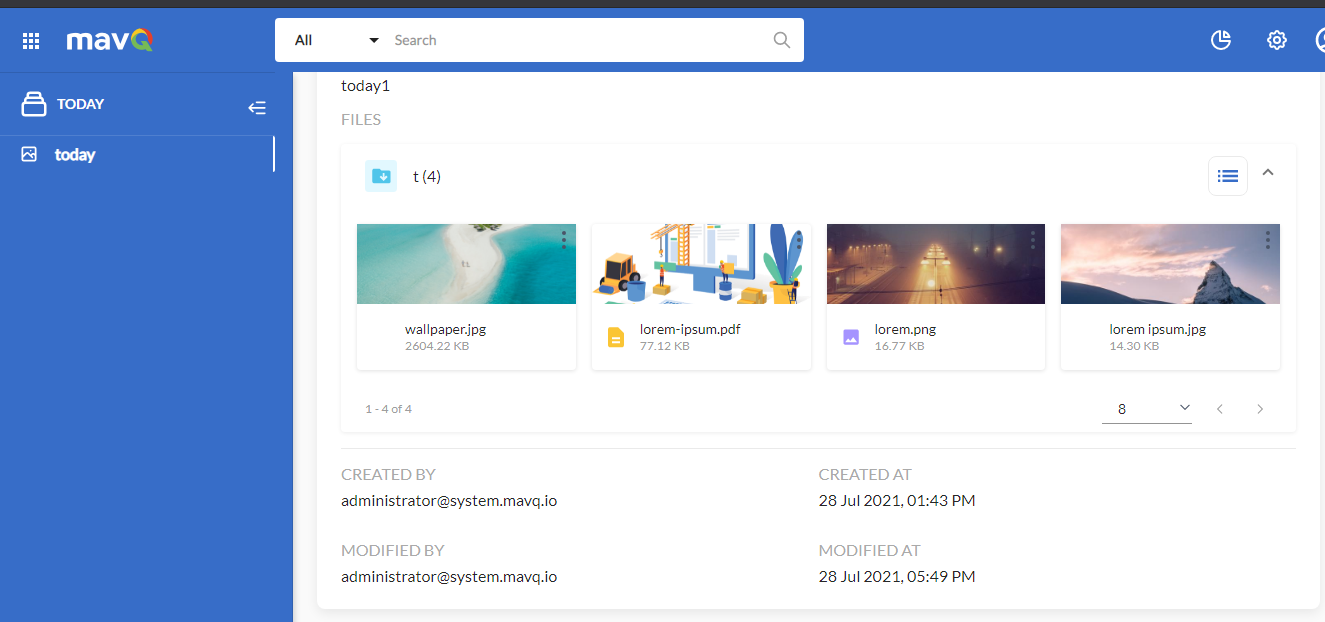 mavQ
All
Search
TODAY
today
today1
FILES
t (4)
wallpaper.jpg
2604.22 KB
lorem-ipsum.pdf
77.12 KB
lorem.png
16.77 KB
lorem ipsum.jpg
14.30 KB
1 - 4 of 4
8
CREATED BY
CREATED AT
administrator@system.mavq.io
28 Jul 2021, 01:43 PM
MODIFIED BY
MODIFIED AT
administrator@system.mavq.io
28 Jul 2021, 05:49 PM